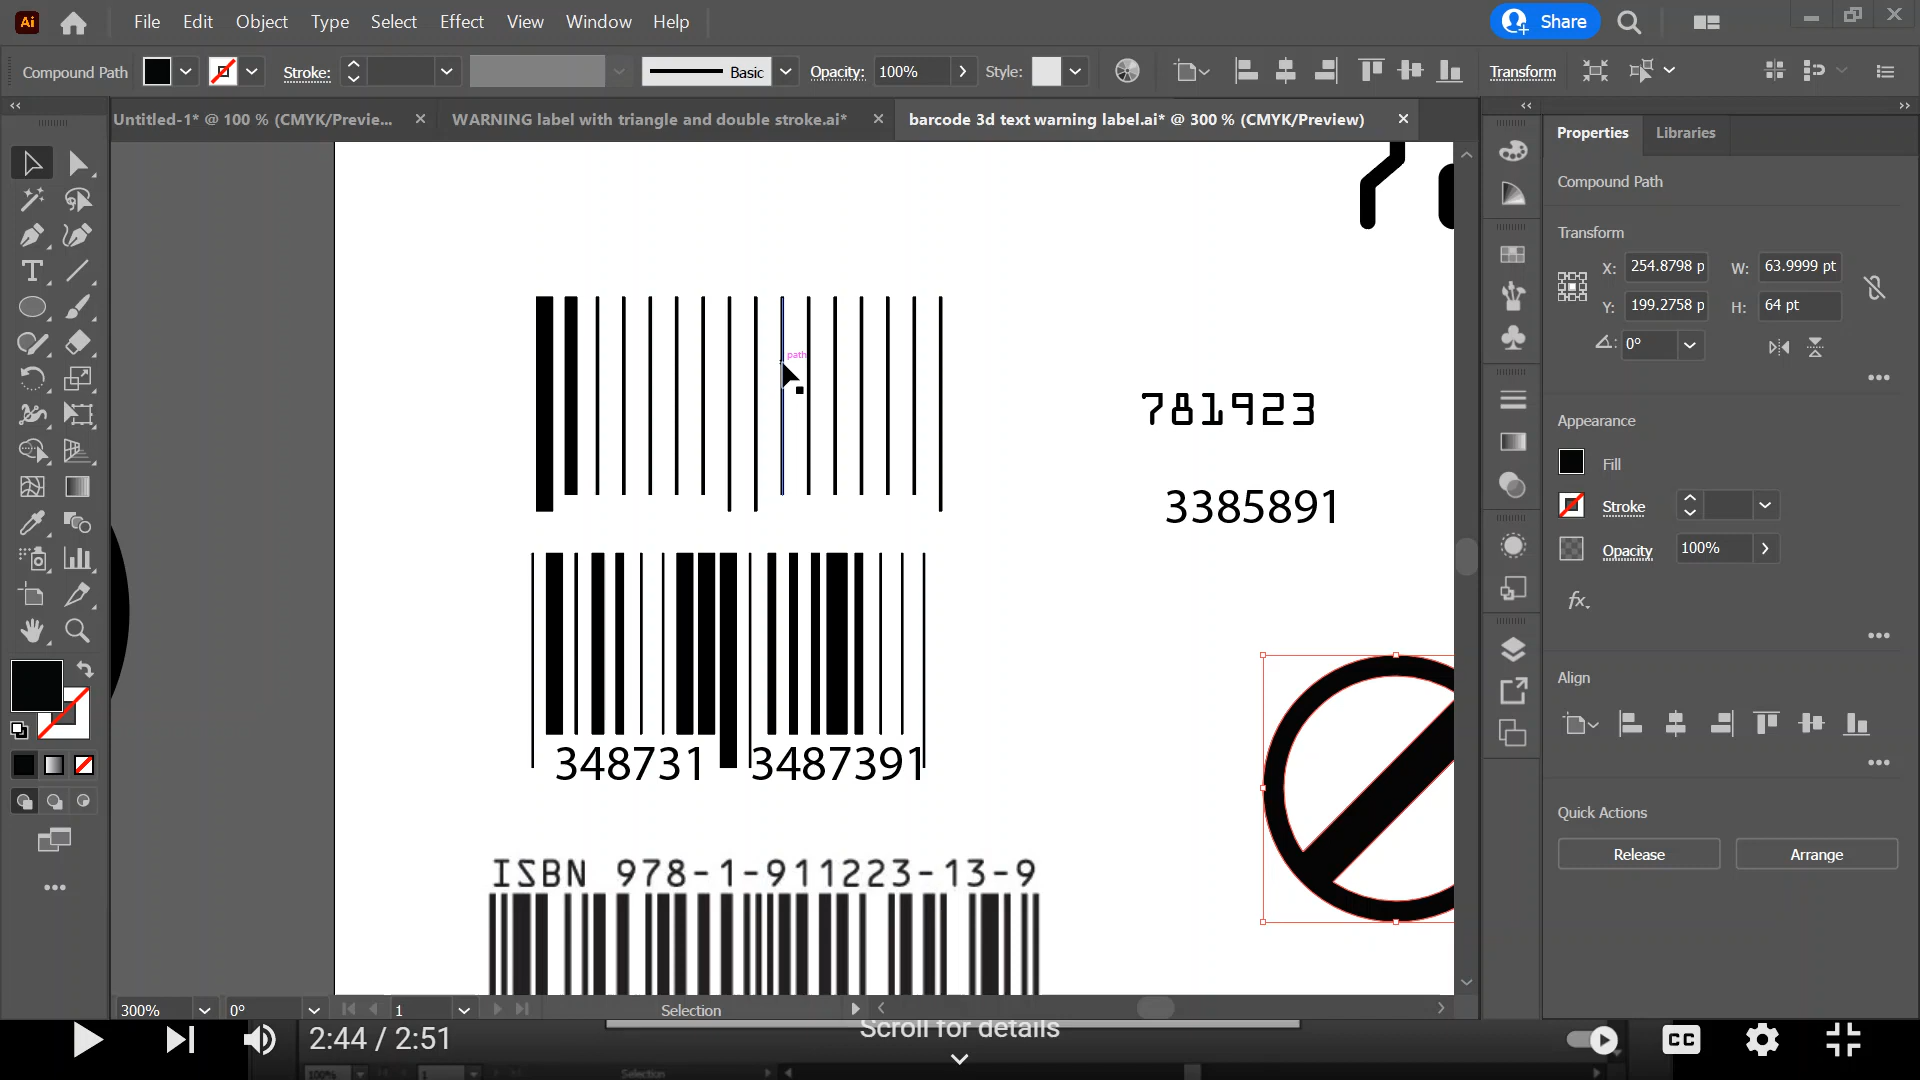 Ai File Edit Object Type Select Effect View Window Help Share
Compound Path Stroke: Basic Opacity: 100% Style: Transform
Untitled-1* @ 100 % (CMYK/Previe... WARNING label with triangle and double stroke.ai* barcode 3d text warning label.ai* @ 300 % (CMYK/Preview)
Properties Libraries
Compound Path
Transform
X: 254.8798 p W: 63.9999 pt
Y: 199.2758 p H: 64 pt
0°
path
781923
3385891
Appearance
Fill
Stroke
Opacity 100%
fx
348731 3487391
ISBN 978-1-911223-13-9
Align
Quick Actions
Release Arrange
300% 0° 1 Selection
2:44 / 2:51
Scroll for details
CC
100% 1 Selection